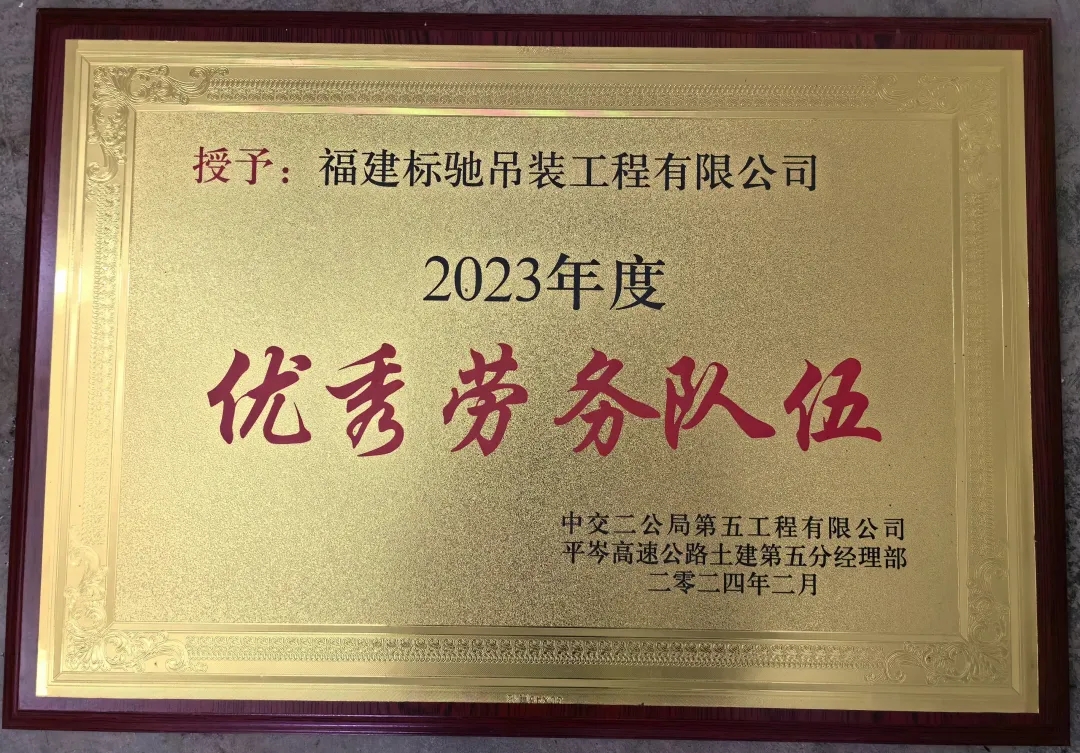 授予：福建标驰吊装工程有限公司
2023年度
优秀劳务队伍
中交二公局第五工程有限公司
平岑高速公路土建第五分经理部
二零二四年二月